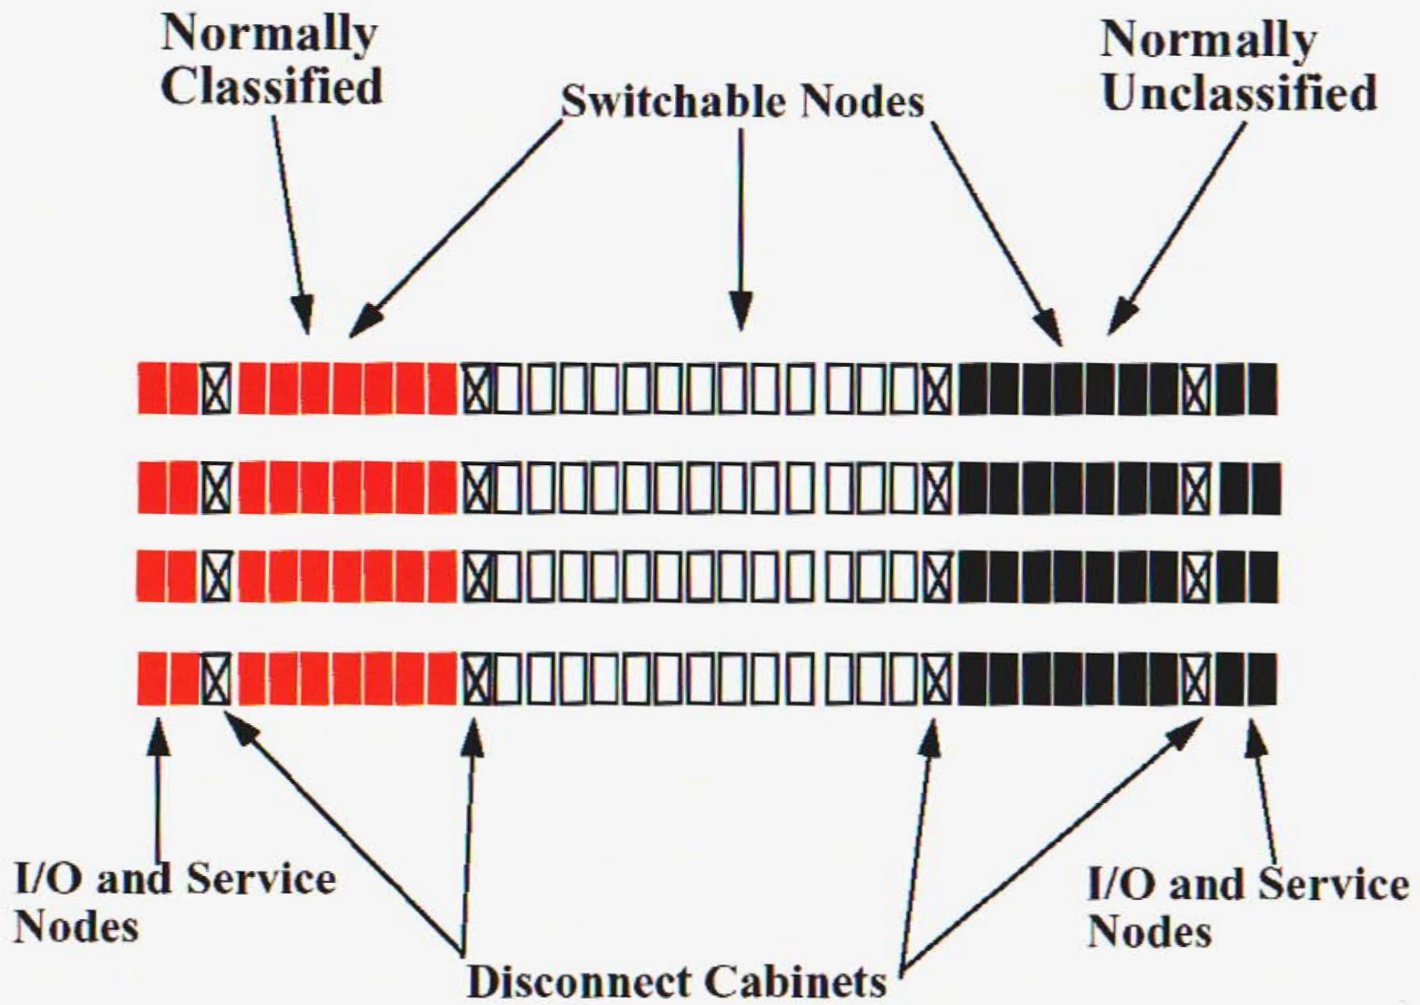 Normally
Classified
Switchable Nodes
Normally
Unclassified
I/O and Service
Nodes
Disconnect Cabinets
I/O and Service
Nodes